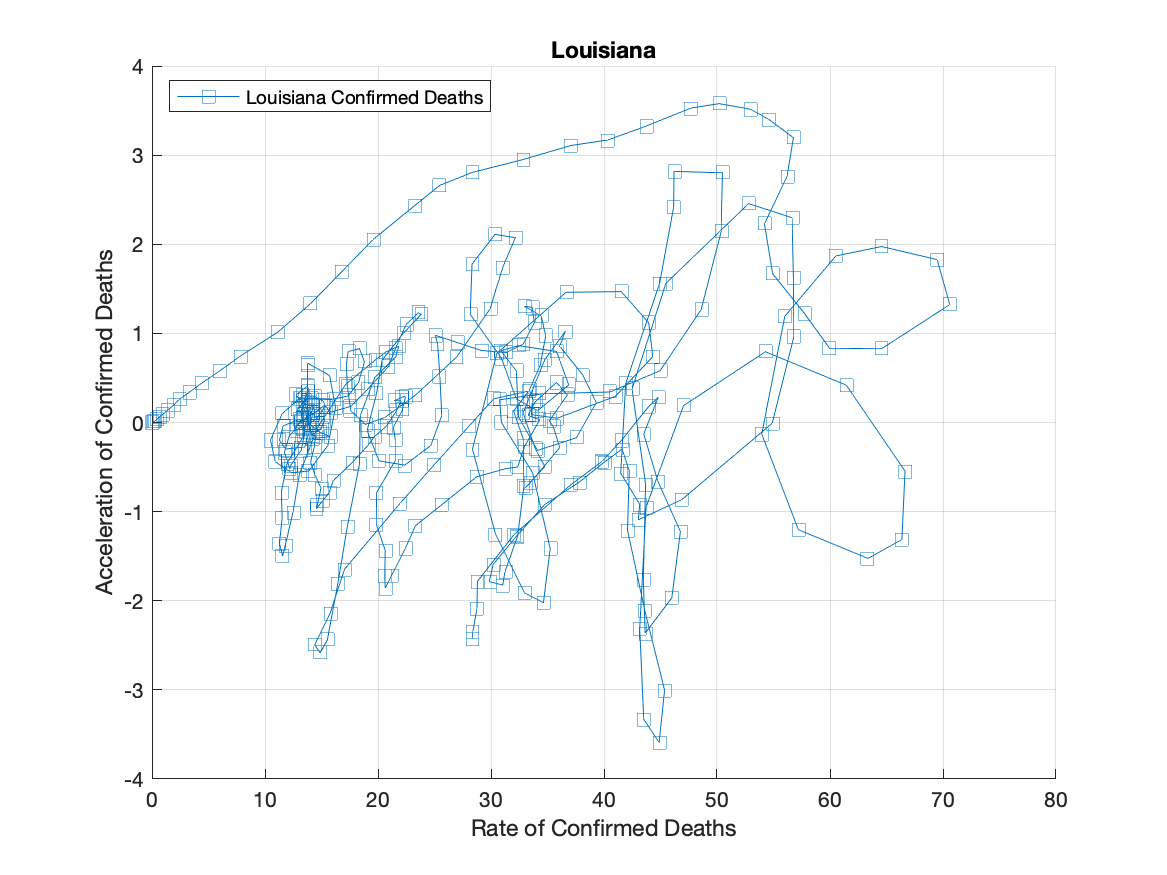 Louisiana
Louisiana Confirmed Deaths
4
3
2
1
0
-1
-2
-3
-4
Acceleration of Confirmed Deaths
0 10 20 30 40 50 60 70 80
Rate of Confirmed Deaths